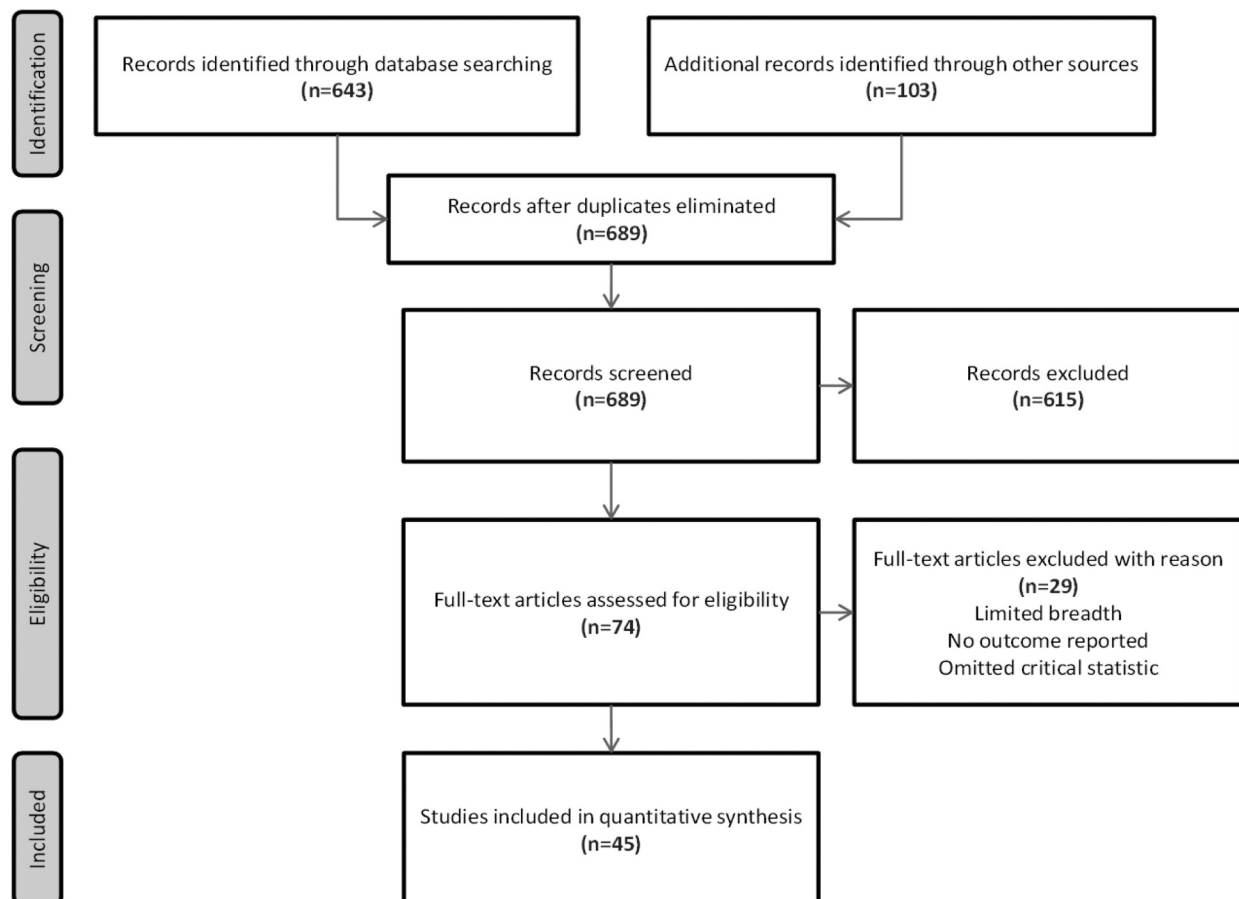 Identification
Records identified through database searching
(n=643)
Additional records identified through other sources
(n=103)
Records after duplicates eliminated
(n=689)
Screening
Records screened
(n=689)
Records excluded
(n=615)
Eligibility
Full-text articles assessed for eligibility
(n=74)
Full-text articles excluded with reason
(n=29)
Limited breadth
No outcome reported
Omitted critical statistic
Included
Studies included in quantitative synthesis
(n=45)